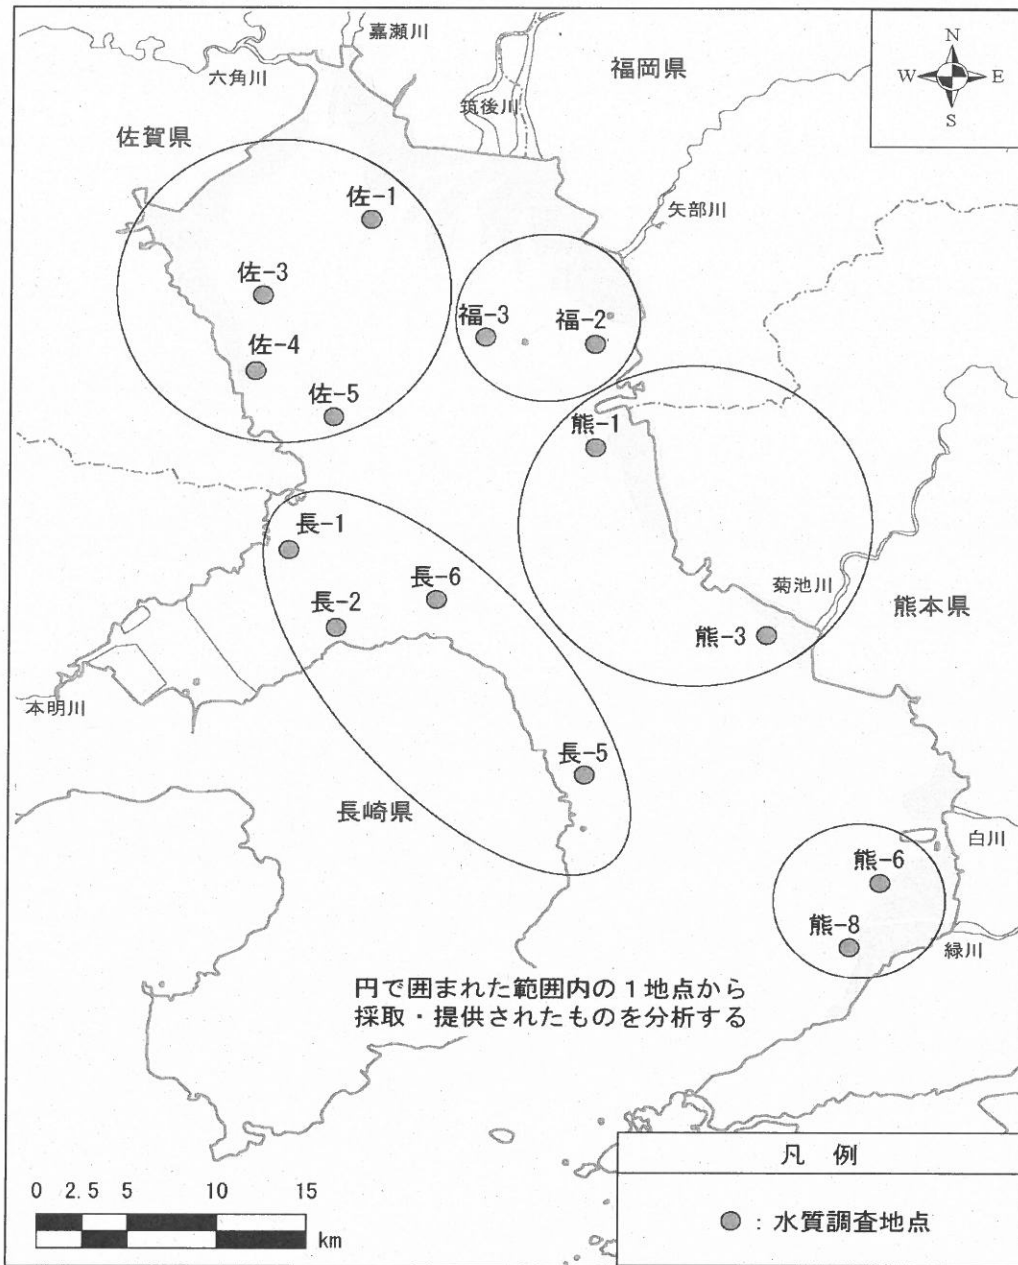 嘉瀬川
福岡県
N
六角川
W
E
筑後川
S
佐賀県
佐-1
矢部川
佐-3
福-3
福-2
佐-4
佐-5
熊-1
長-1
長-6
菊池川
熊本県
長-2
熊-3
本明川
長-5
長崎県
白川
熊-6
熊-8
緑川
円で囲まれた範囲内の1地点から
採取・提供されたものを分析する
凡 例
0 2.5 5 10 15
km
: 水質調査地点